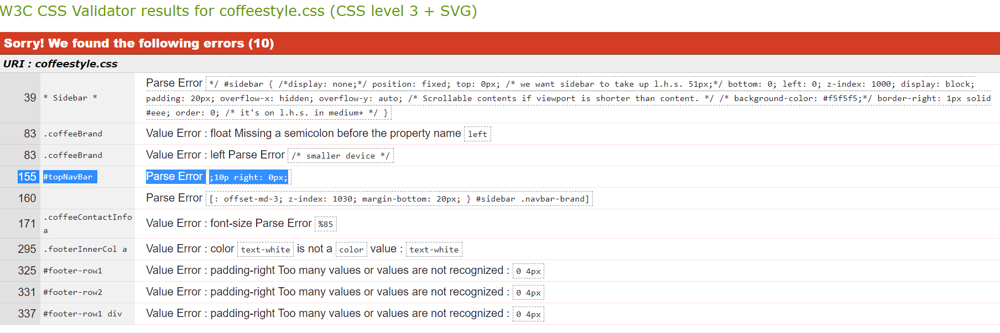 W3C CSS Validator results for coffeestyle.css (CSS level 3 + SVG)
Sorry! We found the following errors (10)
URI : coffeestyle.css
39 * Sidebar * Parse Error */ #sidebar { /*display: none;*/ position: fixed; top: 0px; /* we want sidebar to take up l.h.s. 51px;*/ bottom: 0; left: 0; z-index: 1000; display: block;
padding: 20px; overflow-x: hidden; overflow-y: auto; /* Scrollable contents if viewport is shorter than content. */ /* background-color: #f5f5f5;*/ border-right: 1px solid
#eee; order: 0; /* it's on l.h.s. in medium+ */ }
83 .coffeeBrand Value Error : float Missing a semicolon before the property name left
83 .coffeeBrand Value Error : left Parse Error /* smaller device */
155 #topNavBar Parse Error ;10p right: 0px;
160 Parse Error [: offset-md-3; z-index: 1030; margin-bottom: 20px; } #sidebar .navbar-brand]
171 .coffeeContactInfo a Value Error : font-size Parse Error %85
295 .footerInnerCol a Value Error : color text-white is not a color value : text-white
325 #footer-row1 Value Error : padding-right Too many values or values are not recognized : 0 4px
331 #footer-row2 Value Error : padding-right Too many values or values are not recognized : 0 4px
337 #footer-row1 div Value Error : padding-right Too many values or values are not recognized : 0 4px